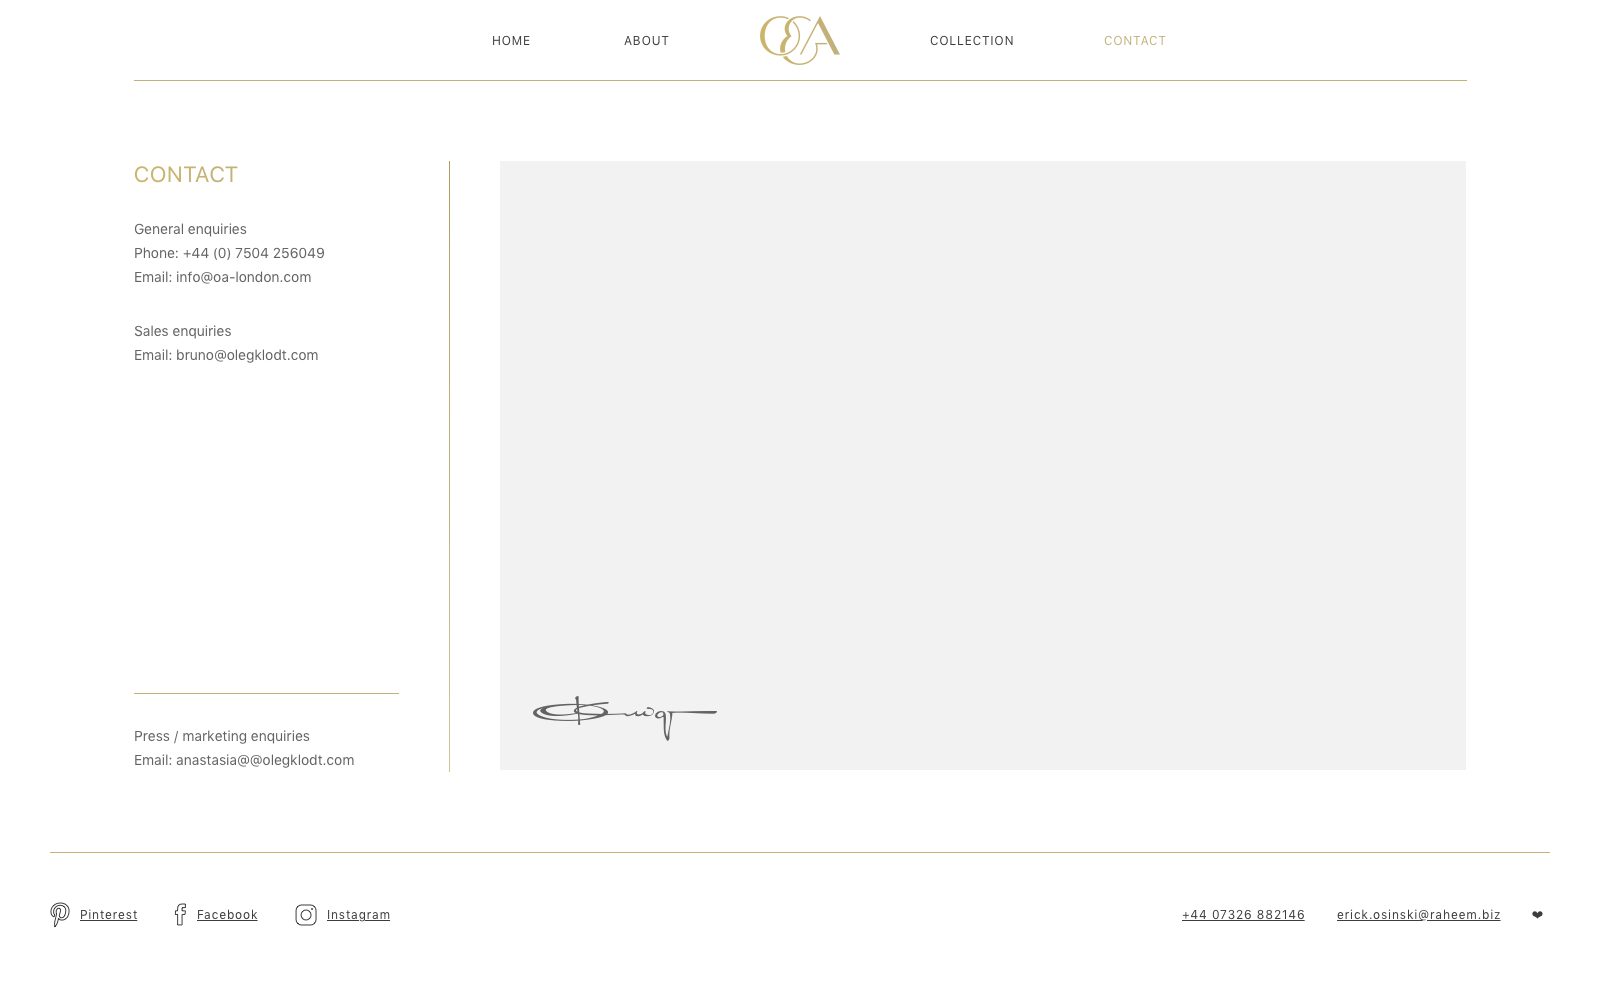 HOME
ABOUT
O&A
COLLECTION
CONTACT
CONTACT
General enquiries
Phone: +44 (0) 7504 256049
Email: info@oa-london.com
Sales enquiries
Email: bruno@olegklodt.com
Press / marketing enquiries
Email: anastasia@@olegklodt.com
Pinterest
Facebook
Instagram
+44 07326 882146
erick.osinski@raheem.biz
❤